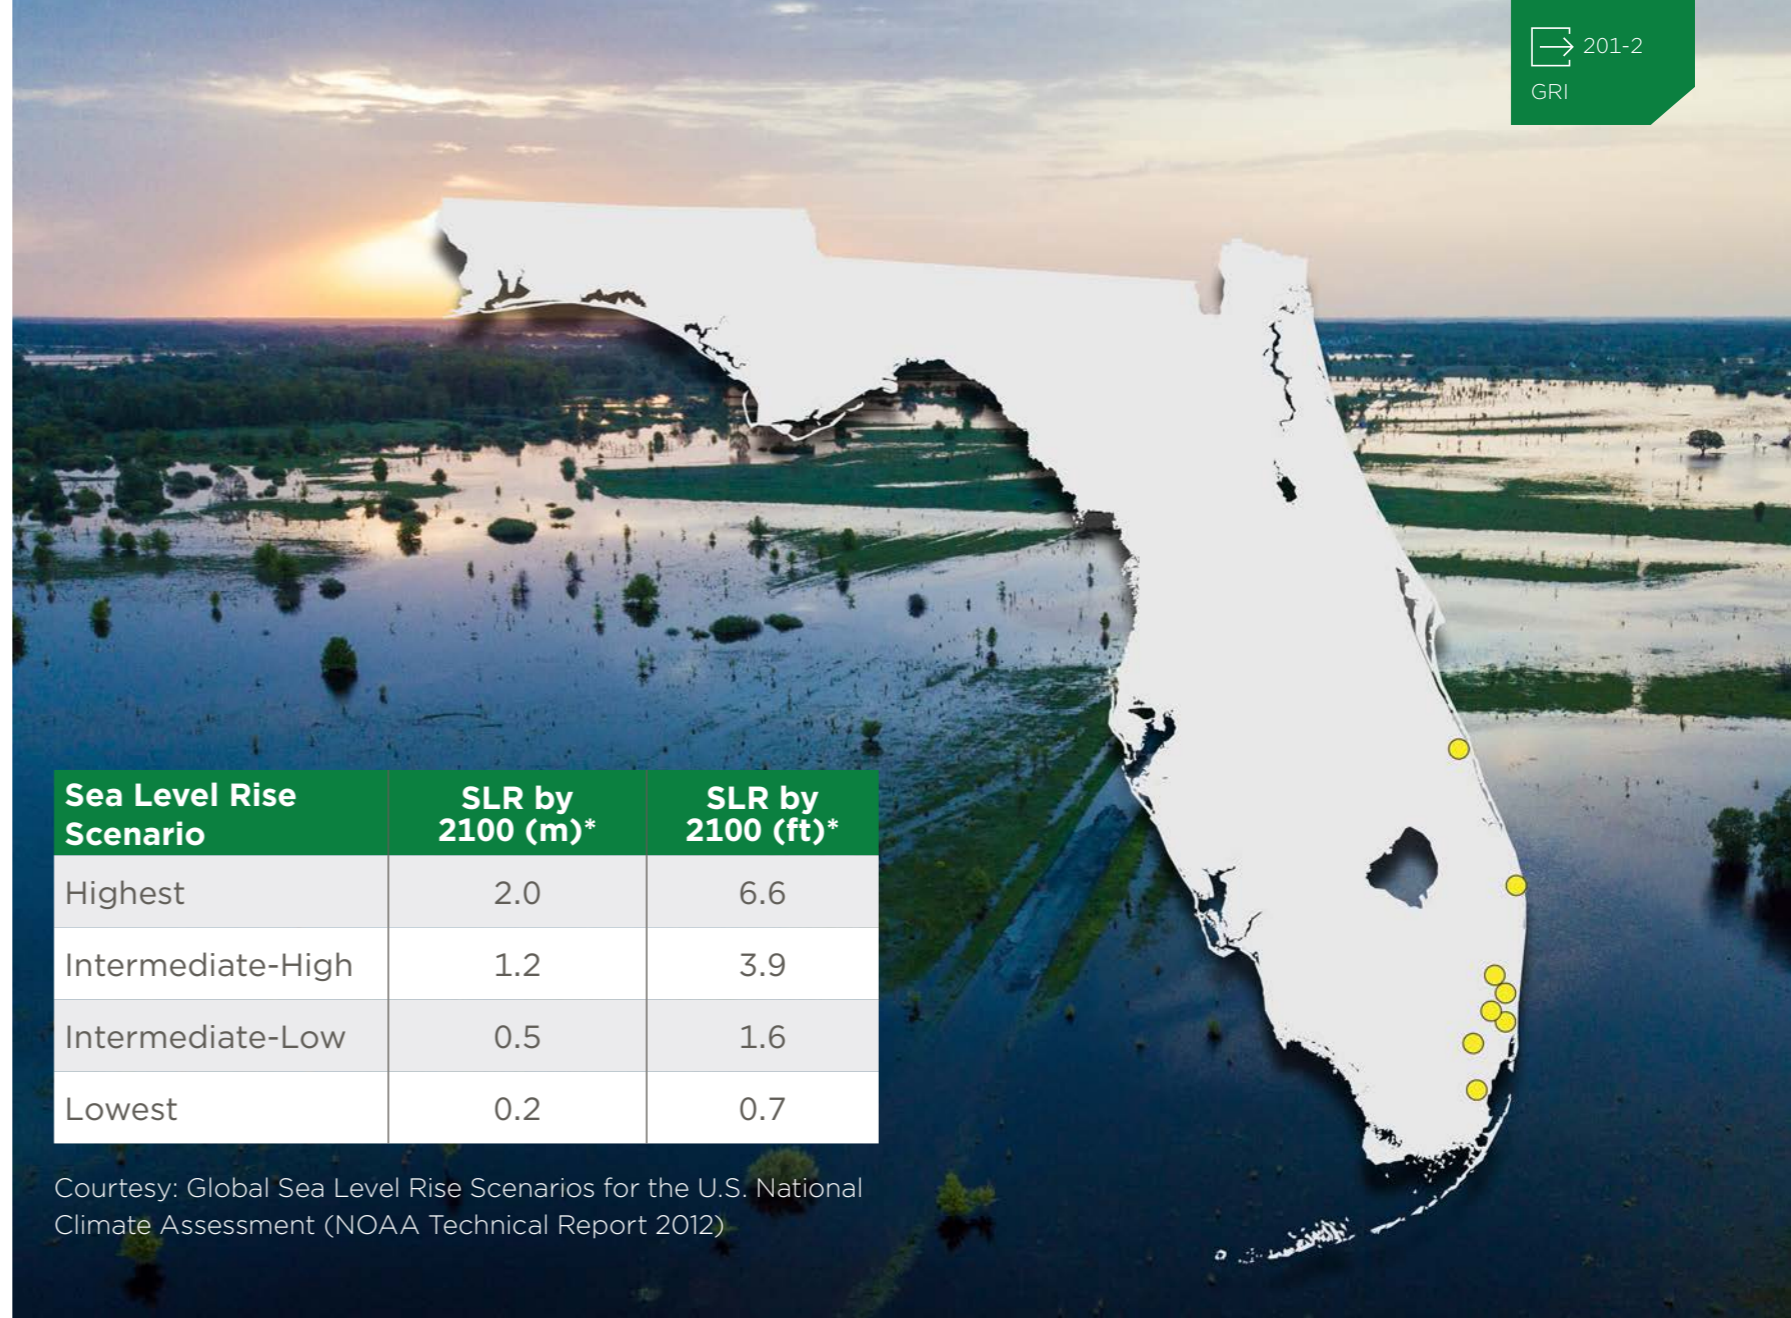 201-2
GRI
Sea Level Rise
Scenario
SLR by
2100 (m)*
SLR by
2100 (ft)*
Highest 2.0 6.6
Intermediate-High 1.2 3.9
Intermediate-Low 0.5 1.6
Lowest 0.2 0.7
Courtesy: Global Sea Level Rise Scenarios for the U.S. National
Climate Assessment (NOAA Technical Report 2012)